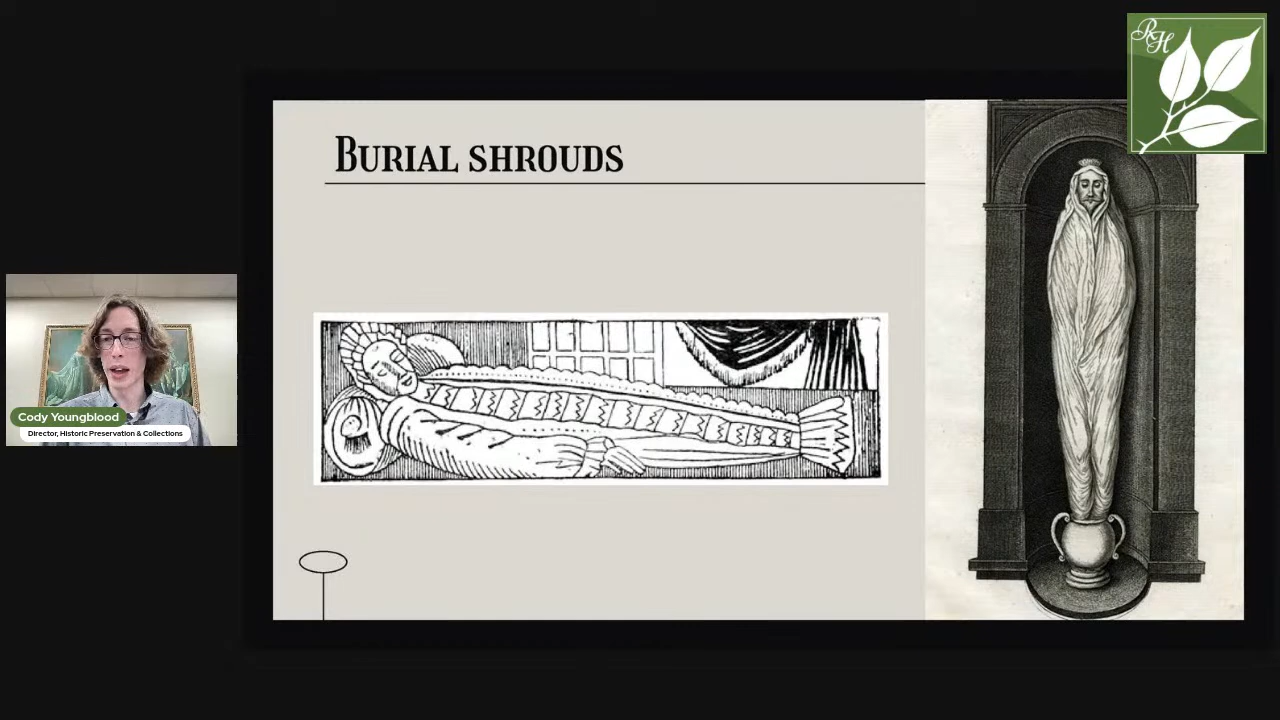 RH
BURIAL SHROUDS
Cody Youngblood
Director, Historic Preservation & Collections